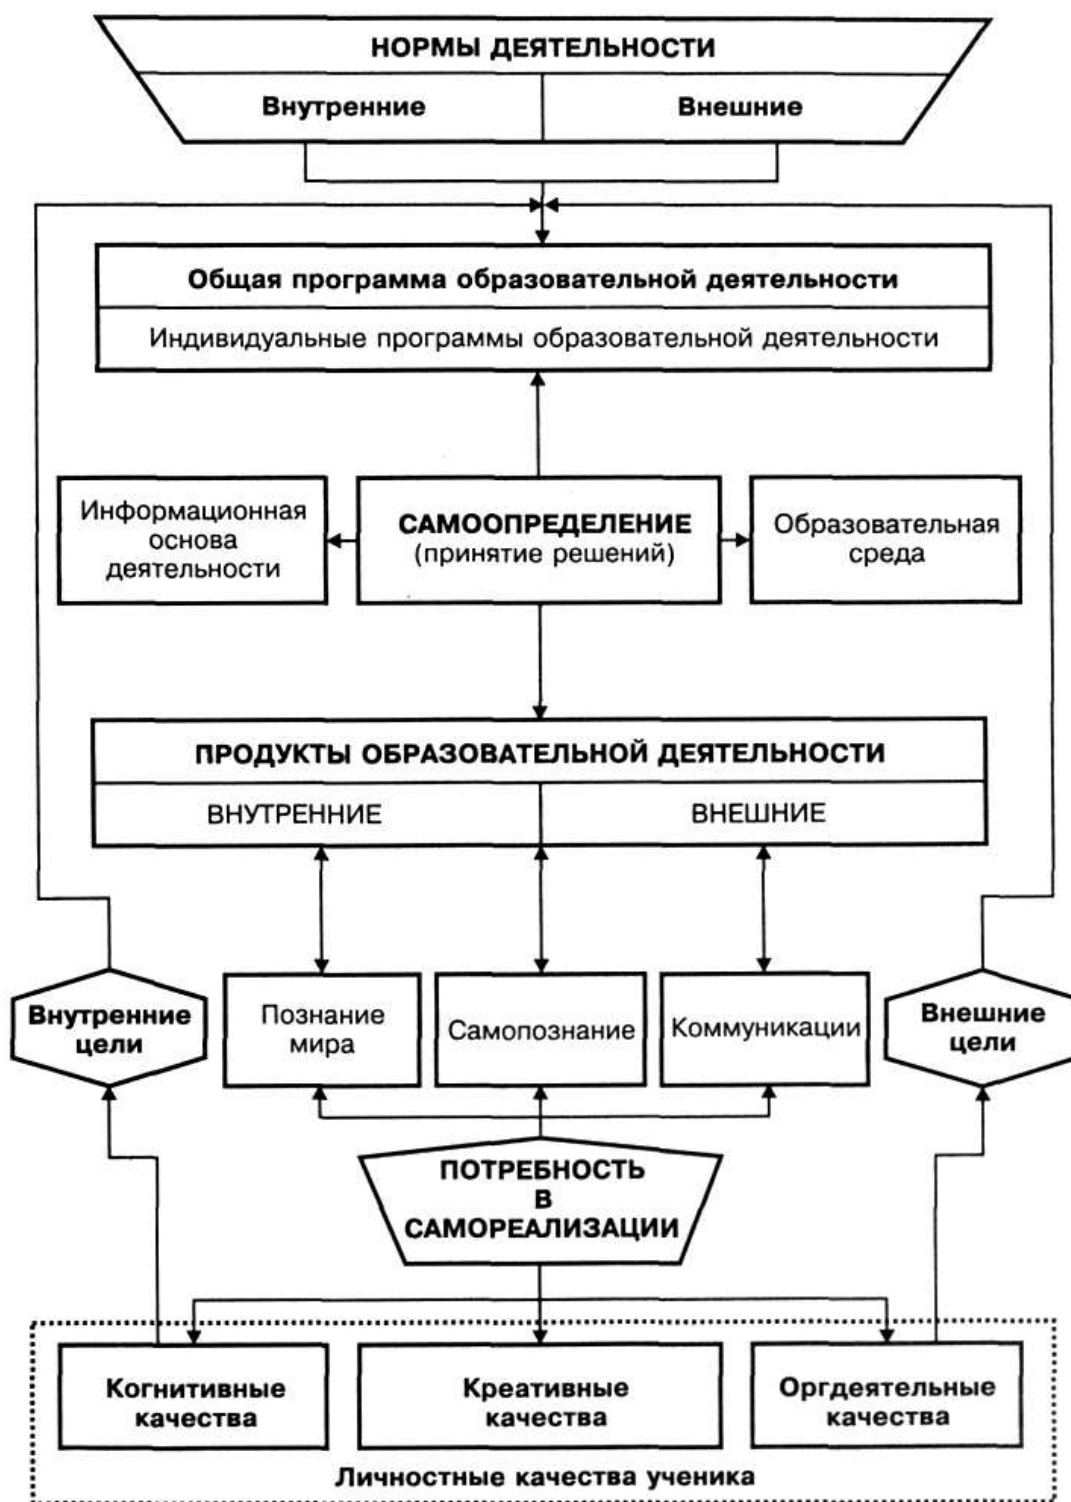 НОРМЫ ДЕЯТЕЛЬНОСТИ
Внутренние
Внешние
Общая программа образовательной деятельности
Индивидуальные программы образовательной деятельности
Информационная
основа
деятельности
САМООПРЕДЕЛЕНИЕ
(принятие решений)
Образовательная
среда
ПРОДУКТЫ ОБРАЗОВАТЕЛЬНОЙ ДЕЯТЕЛЬНОСТИ
ВНУТРЕННИЕ
ВНЕШНИЕ
Внутренние
цели
Познание
мира
Самопознание
Коммуникации
Внешние
цели
ПОТРЕБНОСТЬ
В
САМОРЕАЛИЗАЦИИ
Когнитивные
качества
Креативные
качества
Оргдеятельные
качества
Личностные качества ученика